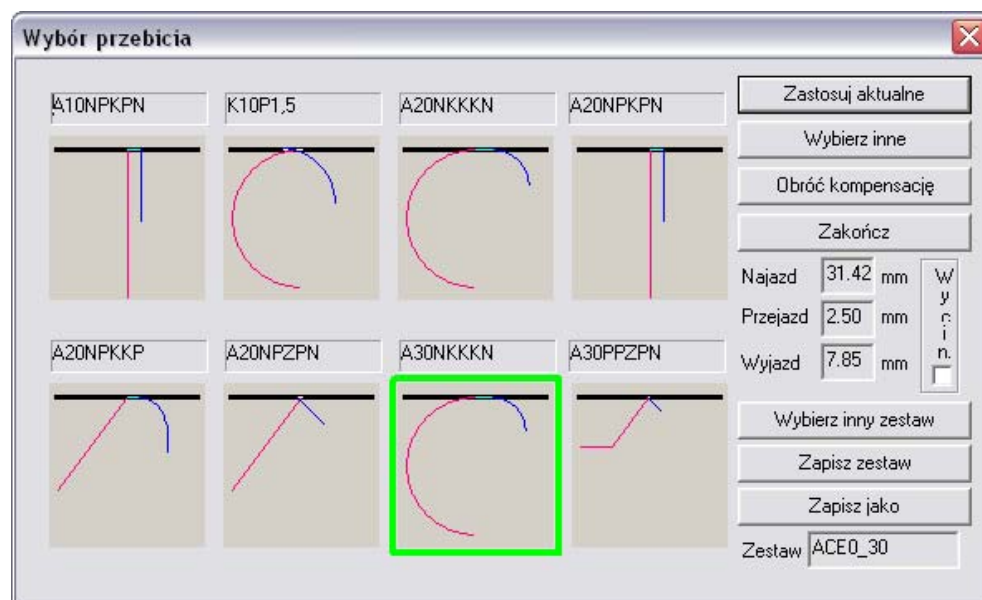 Wybór przebicia
A10NPKPN
K10P1,5
A20NKKKN
A20NPKPN
A20NPKKP
A20NPZPN
A30NKKKN
A30PPZPN
Zastosuj aktualne
Wybierz inne
Obróć kompensację
Zakończ
Najazd 31.42 mm
Przejazd 2.50 mm
Wyjazd 7.85 mm
Wybierz inny zestaw
Zapisz zestaw
Zapisz jako
Zestaw ACE0_30